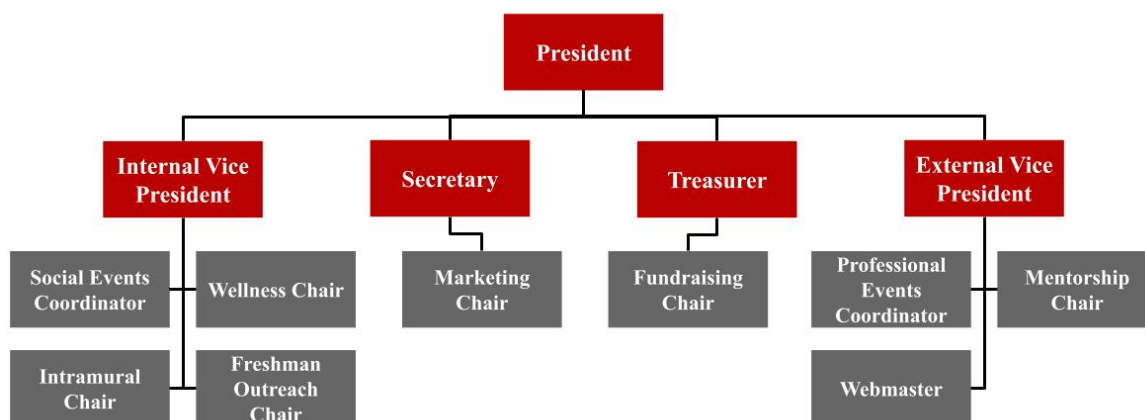 President
Internal Vice
President
Secretary
Treasurer
External Vice
President
Social Events
Coordinator
Wellness Chair
Marketing
Chair
Fundraising
Chair
Professional
Events
Coordinator
Mentorship
Chair
Intramural
Chair
Freshman
Outreach
Chair
Webmaster